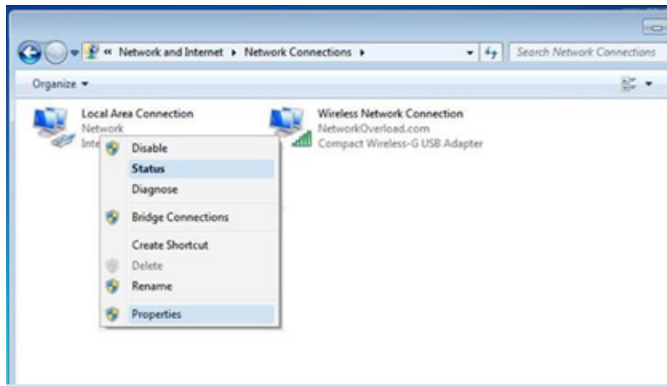 « Network and Internet ▸ Network Connections ▸
Search Network Connections
Organize
Local Area Connection
Network
Inte
Wireless Network Connection
NetworkOverload.com
Compact Wireless-G USB Adapter
Disable
Status
Diagnose
Bridge Connections
Create Shortcut
Delete
Rename
Properties